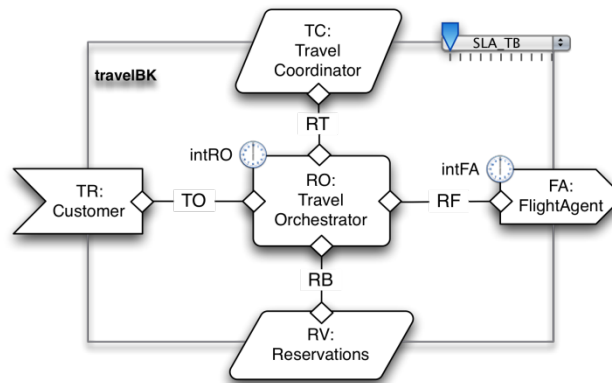 TC:
Travel
Coordinator
SLA_TB
travelBK
RT
intRO
intFA
TR:
Customer
TO
RO:
Travel
Orchestrator
RF
FA:
FlightAgent
RB
RV:
Reservations